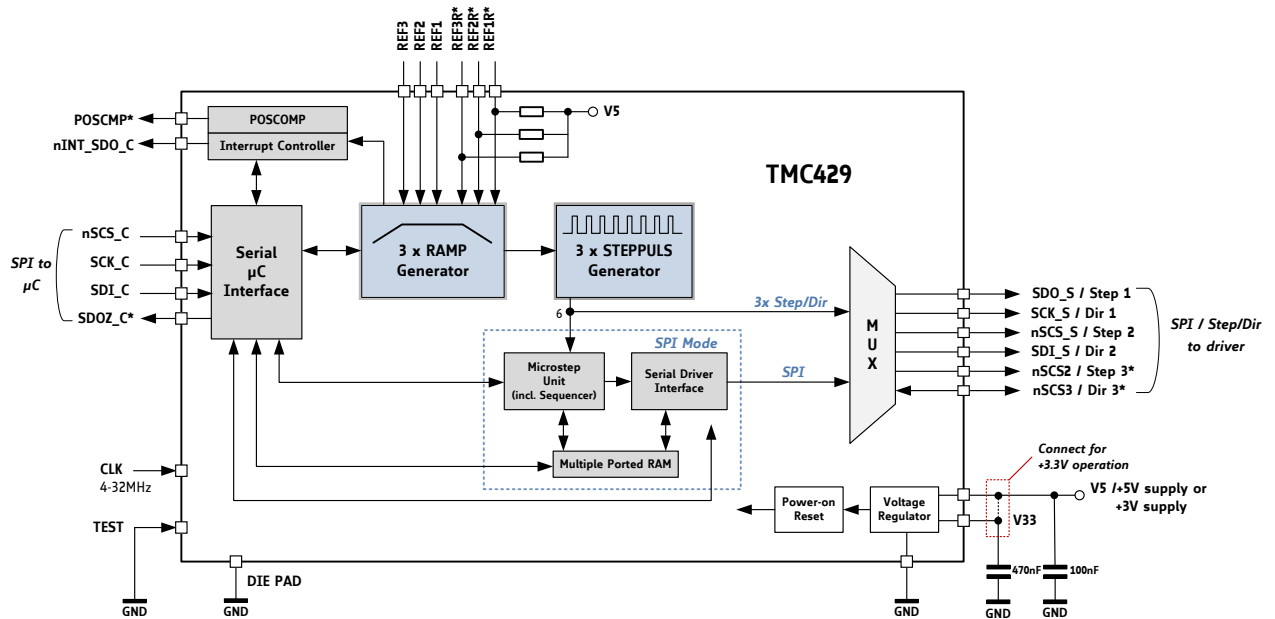 REF3
REF2
REF1
REF3R*
REF2R*
REF1R*
V5
POSCMP*
nINT_SDO_C
POSCOMP
Interrupt Controller
TMC429
SPI to
µC
nSCS_C
SCK_C
SDI_C
SDOZ_C*
Serial
µC
Interface
3 x RAMP
Generator
3 x STEPPULS
Generator
6
3x Step/Dir
SPI Mode
Microstep
Unit
(incl. Sequencer)
Serial Driver
Interface
SPI
Multiple Ported RAM
M
U
X
SDO_S / Step 1
SCK_S / Dir 1
nSCS_S / Step 2
SDI_S / Dir 2
nSCS2 / Step 3*
nSCS3 / Dir 3*
SPI / Step/Dir
to driver
CLK
4-32MHz
TEST
Power-on
Reset
Voltage
Regulator
Connect for
+3.3V operation
V5 /+5V supply or
+3V supply
V33
470nF
100nF
DIE PAD
GND
GND
GND
GND
GND